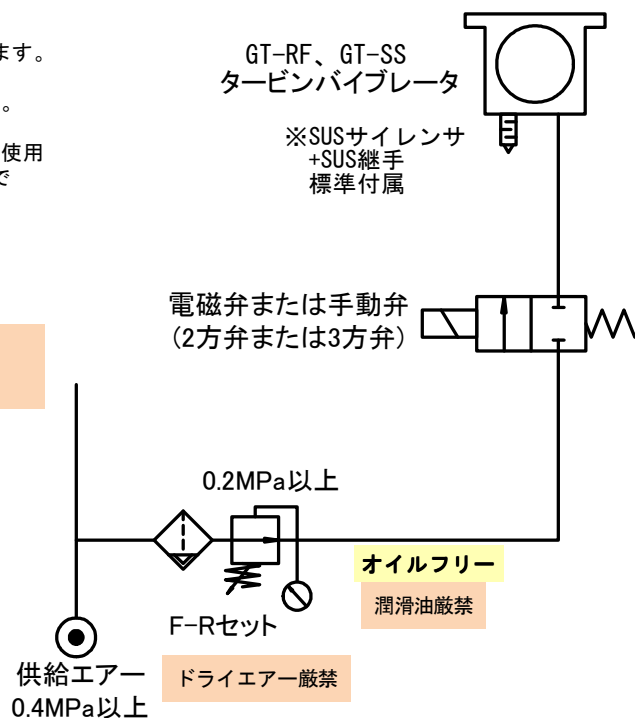 ます。
。
使用
で
GT-RF、GT-SS
タービンバイブレータ
※SUSサイレンサ
+SUS継手
標準付属
電磁弁または手動弁
(2方弁または3方弁)
0.2MPa以上
オイルフリー
潤滑油厳禁
F-Rセット
ドライエアー厳禁
供給エアー
0.4MPa以上